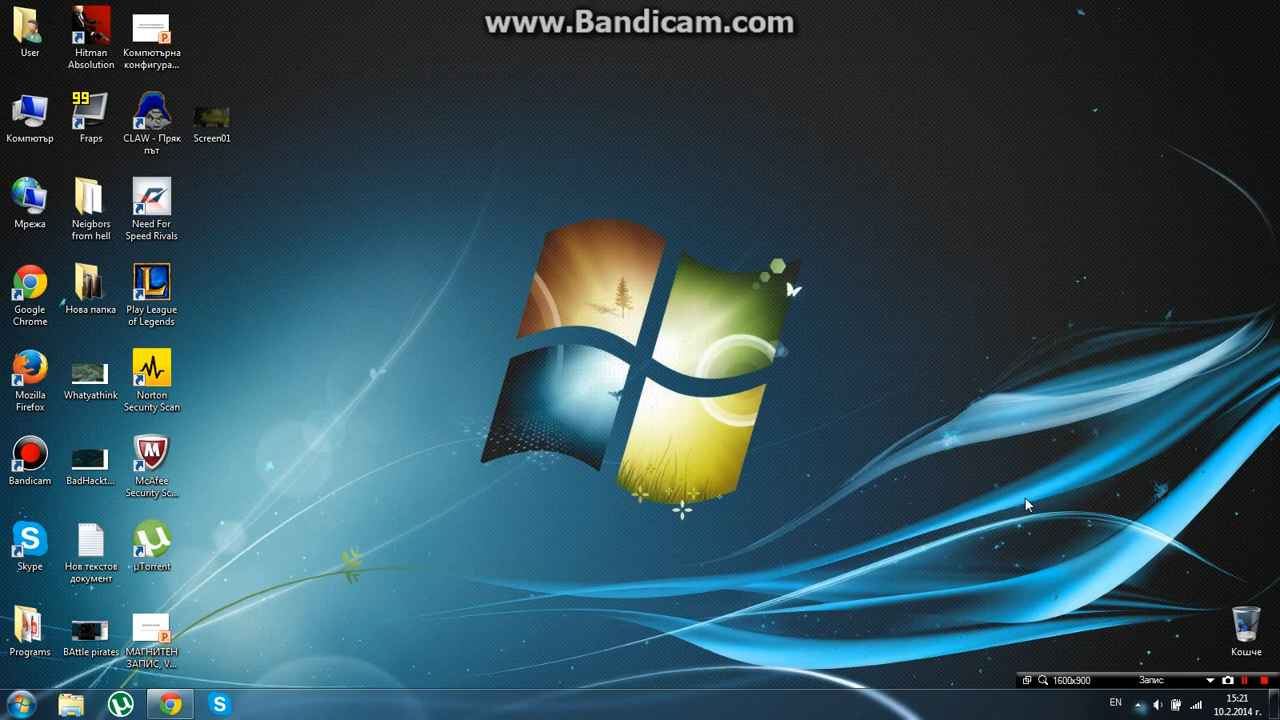 www.Bandicam.com
User
Hitman
Absolution
Компютърна
конфигура...
Компютър
99
Fraps
CLAW - Пряк
път
Screen01
Мрежа
Neigbors
from hell
Need For
Speed Rivals
Google
Chrome
Нова папка
Play League
of Legends
Mozilla
Firefox
Whatyathink
Norton
Security Scan
Bandicam
BadHackt...
McAfee
Security Sc...
Skype
Нов текстов
документ
µTorrent
Programs
BAttle pirates
МАГНИТЕН
ЗАПИС, V...
Кошче
1600x900
Запис
EN
15:21
10.2.2014 г.